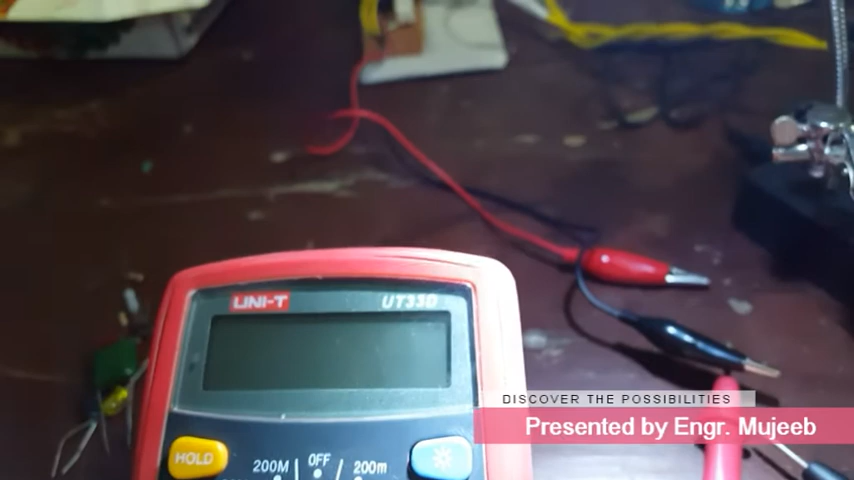 UNI-T
UT33D
HOLD
200M
OFF
200m
DISCOVER THE POSSIBILITIES
Presented by Engr. Mujeeb